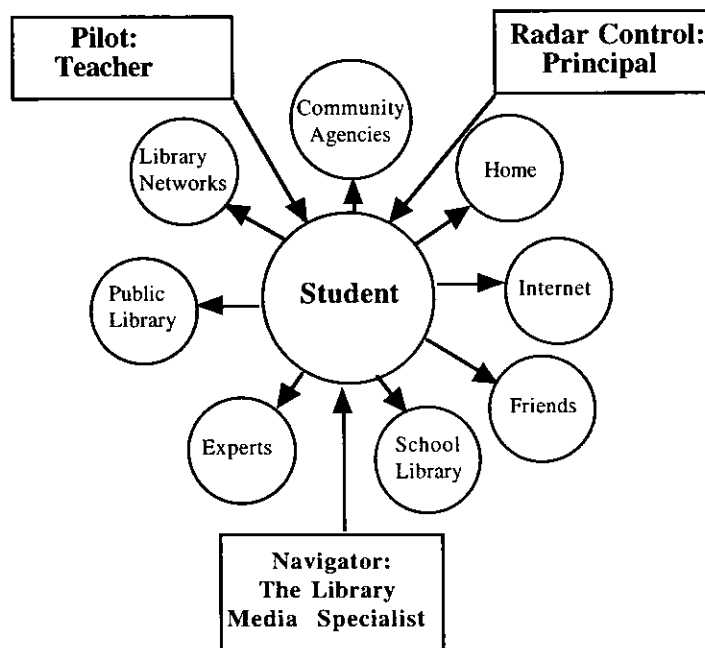 Pilot:
Teacher
Radar Control:
Principal
Community
Agencies
Library
Networks
Home
Public
Library
Student
Internet
Friends
Experts
School
Library
Navigator:
The Library
Media Specialist